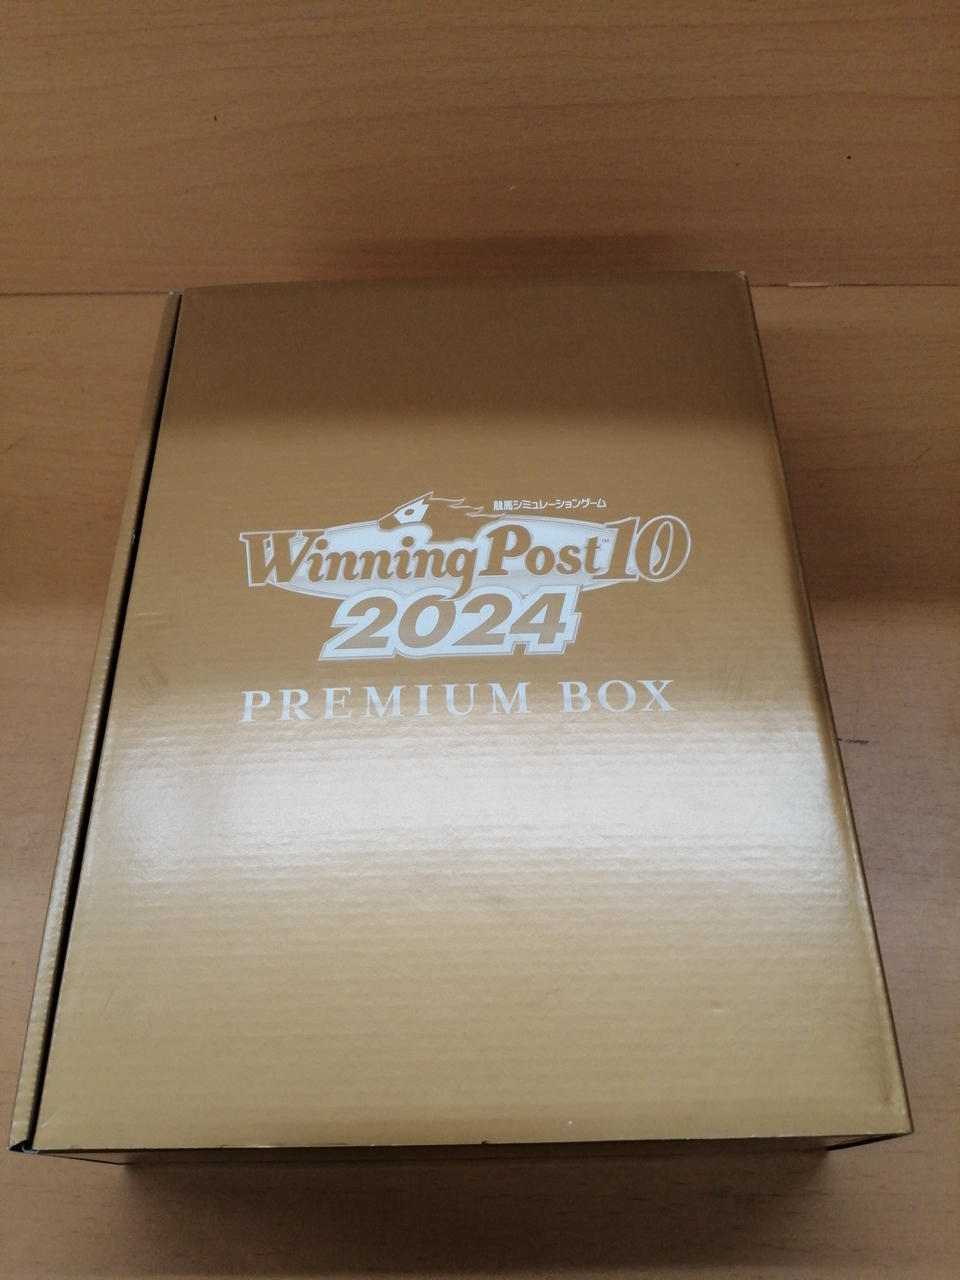 競馬シミュレーションゲーム
Winning Post 10
™
2024
PREMIUM BOX